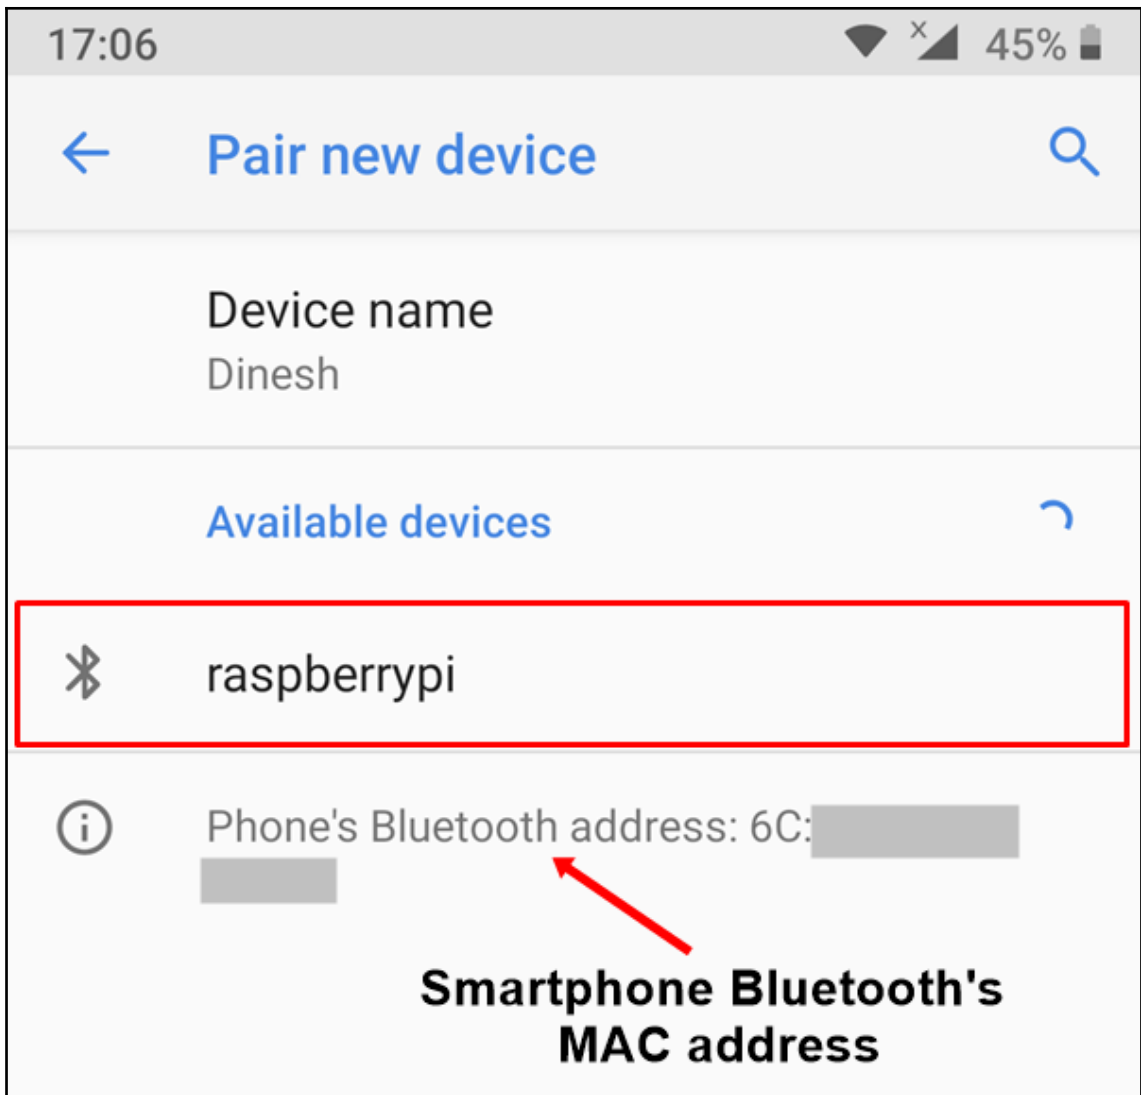 17:06 x 45%
Pair new device
Device name
Dinesh
Available devices
raspberrypi
Phone's Bluetooth address: 6C:
Smartphone Bluetooth's
MAC address